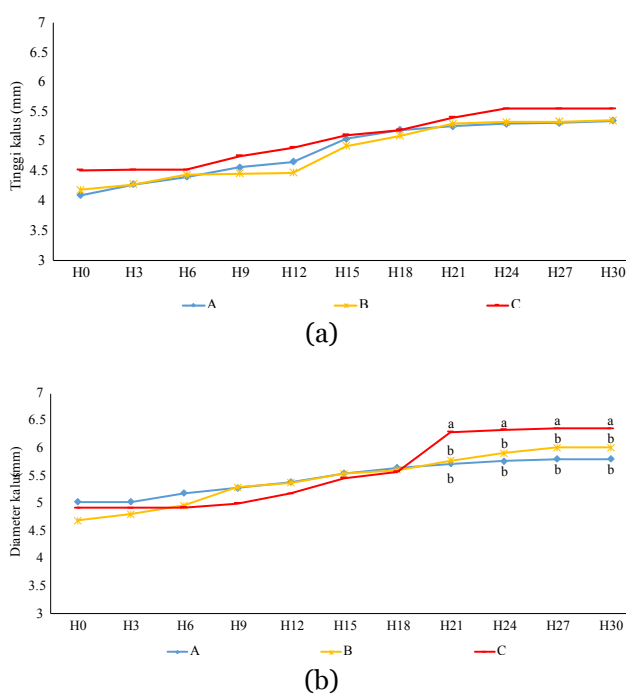 7
6.5
6
5.5
5
4.5
4
3.5
3
Tinggi kalus (mm)
H0 H3 H6 H9 H12 H15 H18 H21 H24 H27 H30
A B C
(a)
7
6.5
6
5.5
5
4.5
4
3.5
3
Diameter kalus(mm)
a a a a
b b b b
b b b b
H0 H3 H6 H9 H12 H15 H18 H21 H24 H27 H30
A B C
(b)